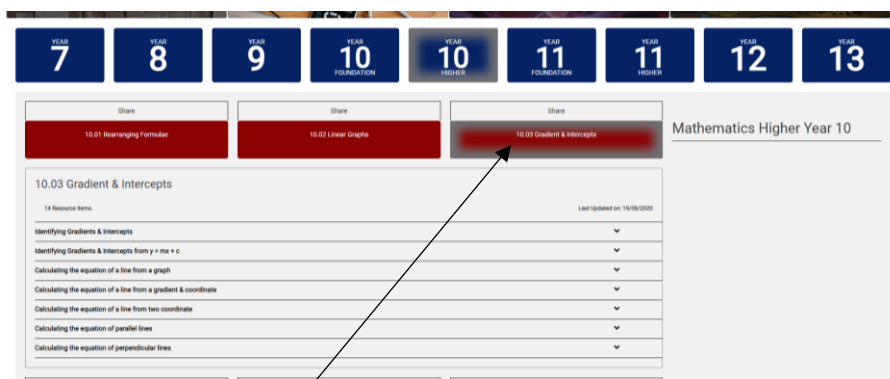 YEAR
7
YEAR
8
YEAR
9
YEAR
10
FOUNDATION
YEAR
10
HIGHER
YEAR
11
FOUNDATION
YEAR
11
HIGHER
YEAR
12
YEAR
13
Share
Share
Share
10.01 Rearranging Formulae
10.02 Linear Graphs
10.03 Gradient & Intercepts
Mathematics Higher Year 10
10.03 Gradient & Intercepts
14 Resource Items.
Last Updated on: 19/08/2020
Identifying Gradients & Intercepts
Identifying Gradients & Intercepts from y = mx + c
Calculating the equation of a line from a graph
Calculating the equation of a line from a gradient & coordinate
Calculating the equation of a line from two coordinate
Calculating the equation of parallel lines
Calculating the equation of perpendicular lines